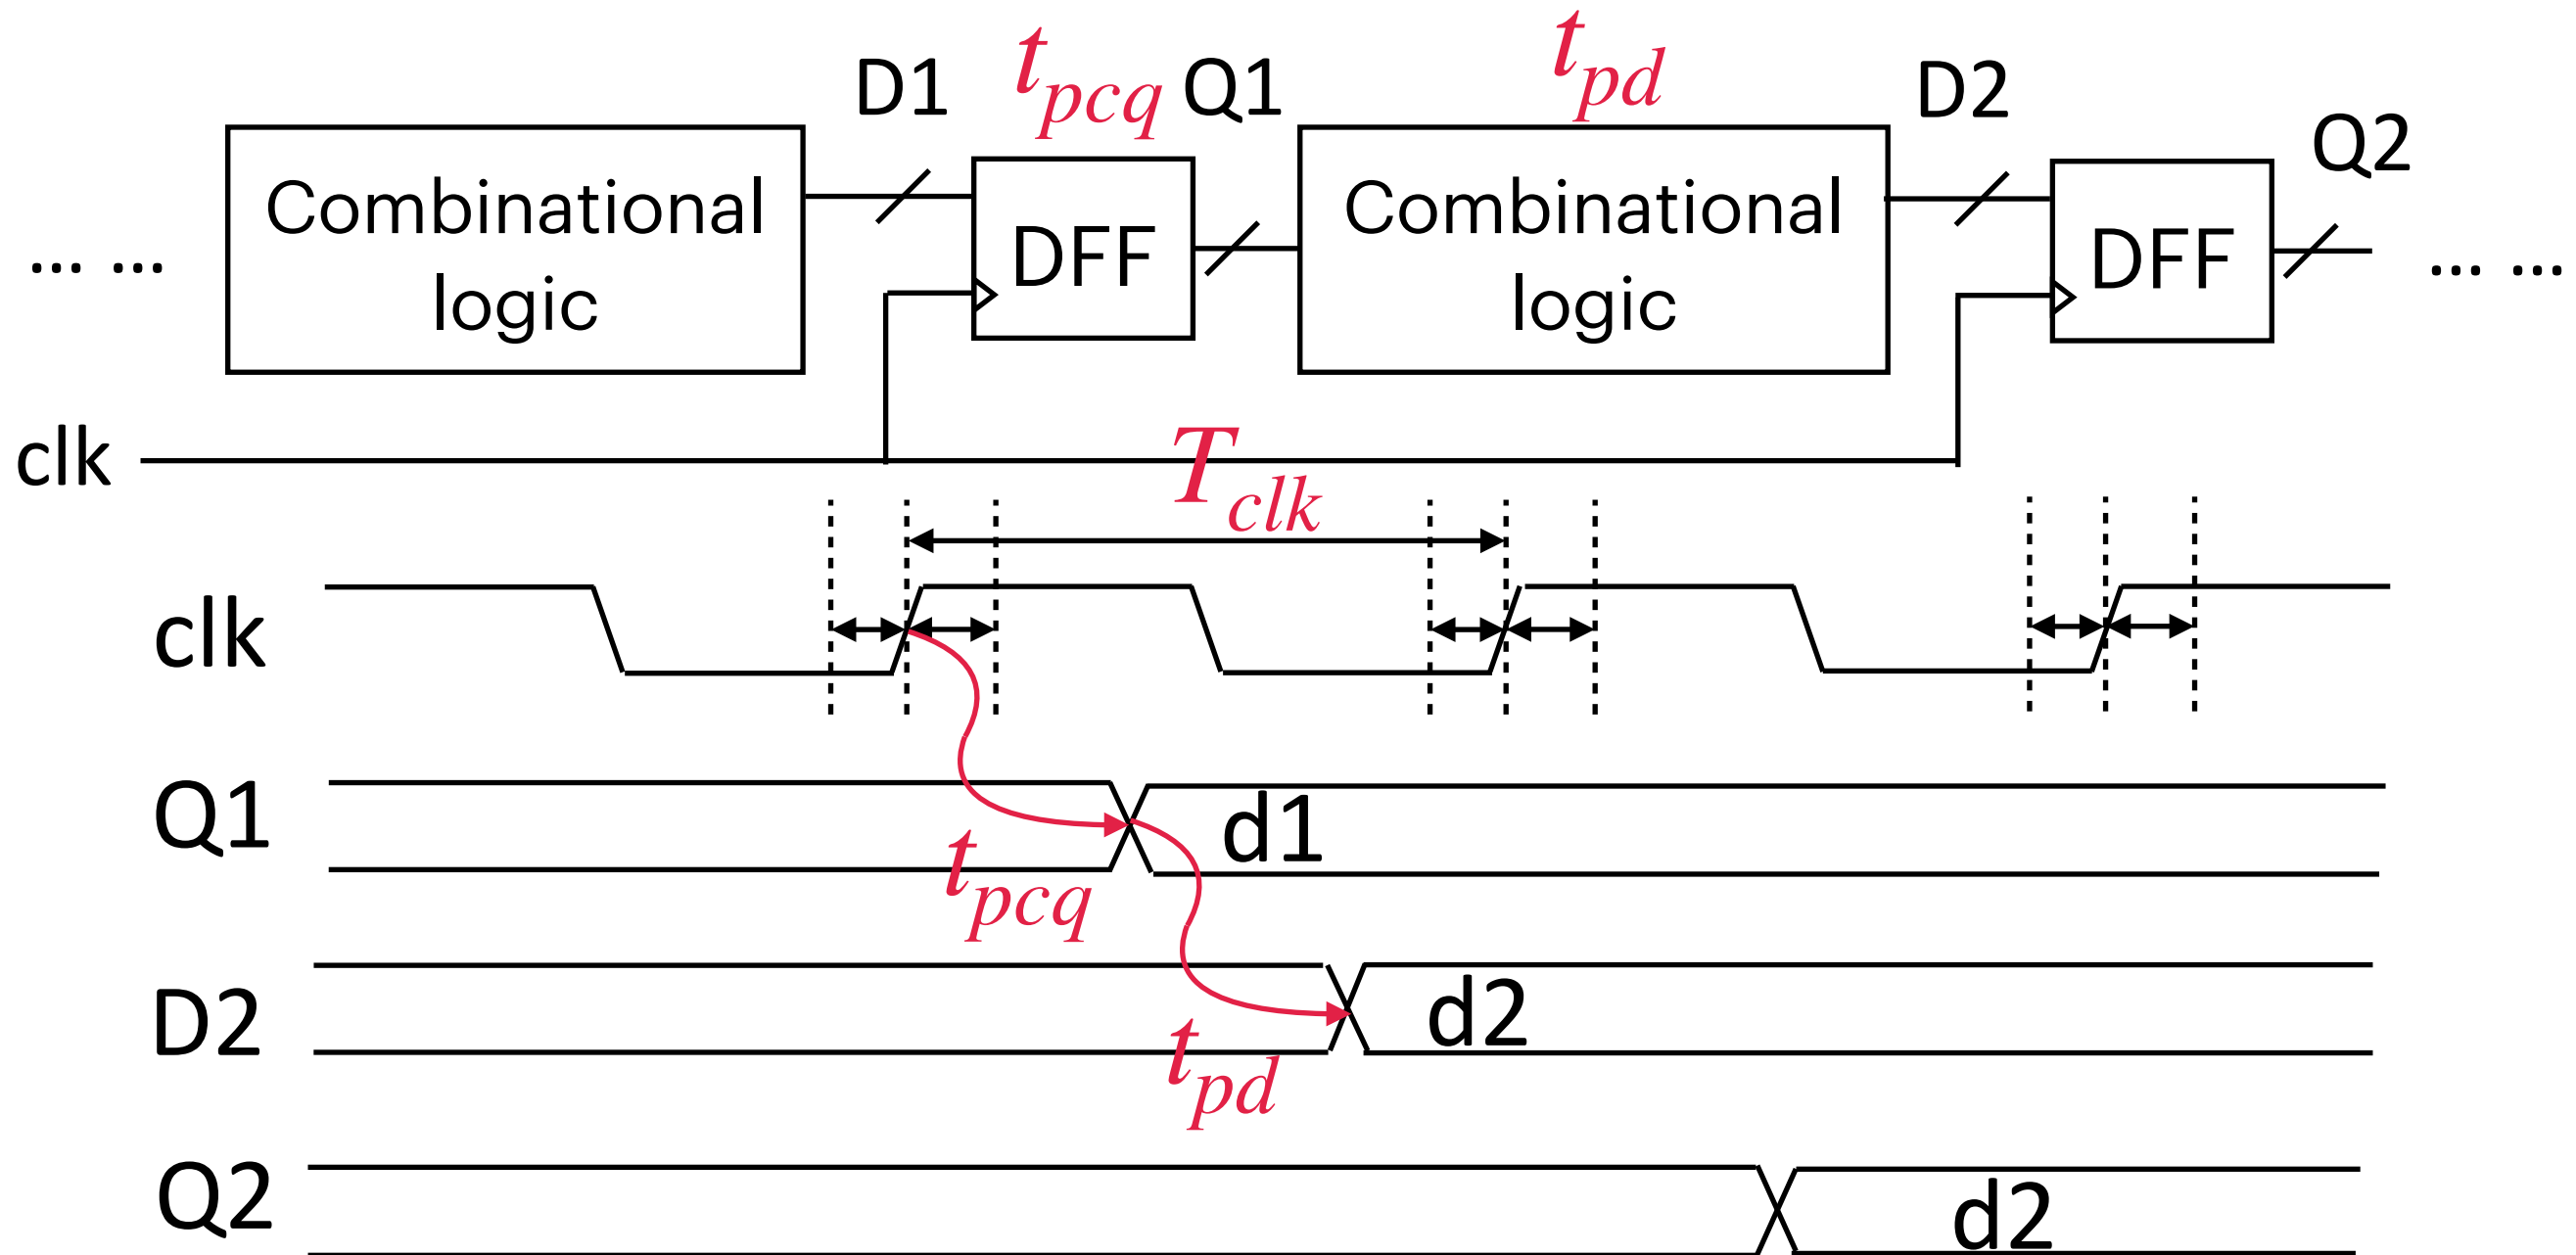 D1 t_pcq Q1 t_pd D2 Q2
Combinational logic
DFF
Combinational logic
DFF
... ...
... ...
clk
T_clk
clk
Q1 d1
t_pcq
D2 d2
t_pd
Q2 d2